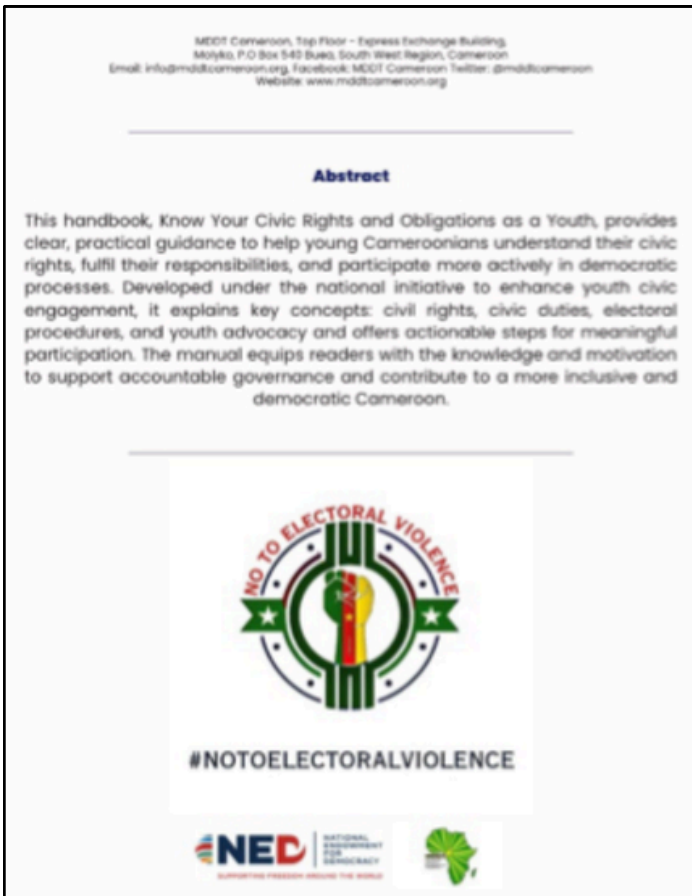 MDDT Cameroon, Top Floor - Express Exchange Building,
Molyko, P.O Box 540 Buea, South West Region, Cameroon
Email: info@mddtcameroon.org, Facebook: MDDT Cameroon Twitter: @mddtcameroon
Website: www.mddtcameroon.org
Abstract
This handbook, Know Your Civic Rights and Obligations as a Youth, provides
clear, practical guidance to help young Cameroonians understand their civic
rights, fulfil their responsibilities, and participate more actively in democratic
processes. Developed under the national initiative to enhance youth civic
engagement, it explains key concepts: civil rights, civic duties, electoral
procedures, and youth advocacy and offers actionable steps for meaningful
participation. The manual equips readers with the knowledge and motivation
to support accountable governance and contribute to a more inclusive and
democratic Cameroon.
NO TO ELECTORAL VIOLENCE
#NOTOELECTORALVIOLENCE
NED
NATIONAL
ENDOWMENT
FOR
DEMOCRACY
SUPPORTING FREEDOM AROUND THE WORLD